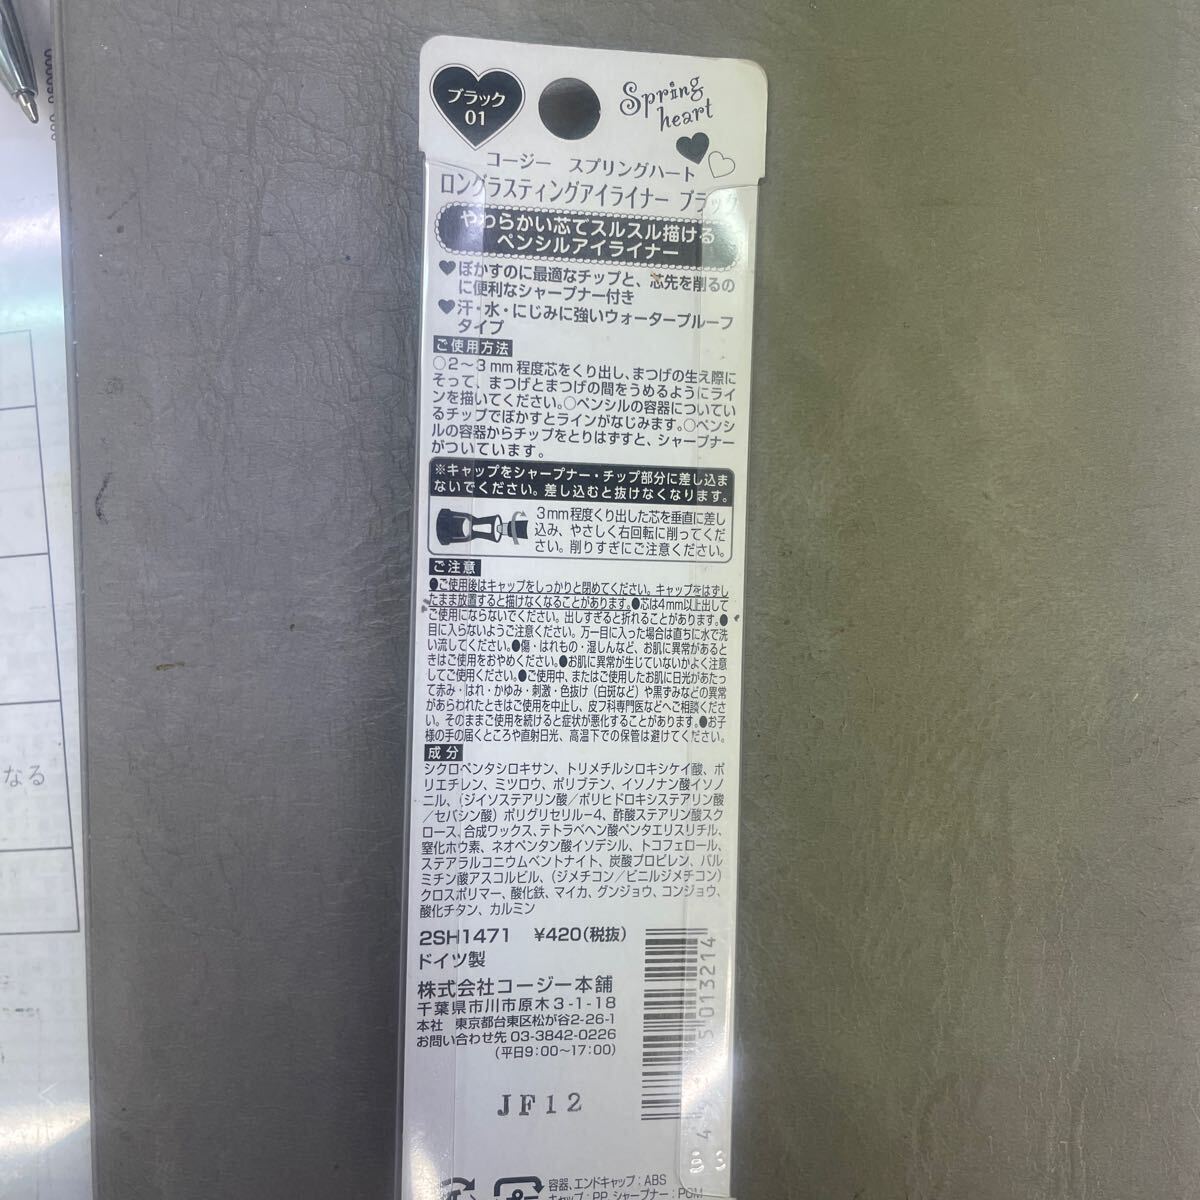 ブラック
01
Spring
heart
コージー スプリングハート
ロングラスティングアイライナー ブラック
やわらかい芯でスルスル描ける
ペンシルアイライナー
♥ぼかすのに最適なチップと、芯先を削るの
に便利なシャープナー付き
♥汗・水・にじみに強いウォータープルーフ
タイプ
ご使用方法
○2〜3mm程度芯をくり出し、まつげの生え際に
そって、まつげとまつげの間をうめるようにライ
ンを描いてください。○ペンシルの容器についてい
るチップでぼかすとラインがなじみます。○ペンシ
ルの容器からチップをとりはずすと、シャープナー
がついています。
※キャップをシャープナー・チップ部分に差し込ま
ないでください。差し込むと抜けなくなります。
3mm程度くり出した芯を垂直に差し
込み、やさしく右回転に削ってくだ
さい。削りすぎにご注意ください。
ご注意
●ご使用後はキャップをしっかりと閉めてください。キャップをはずし
たまま放置すると描けなくなることがあります。●芯は4mm以上出して
ご使用にならないでください。出しすぎると折れることがあります。●
目に入らないようご注意ください。万一目に入った場合は直ちに水で洗
い流してください。●傷・はれもの・湿しんなど、お肌に異常があるとき
はご使用をおやめください。●お肌に異常が生じていないかよく注意
してご使用ください。●ご使用中、またはご使用したお肌に日光があたっ
て赤み・はれ・かゆみ・刺激・色抜け(白斑など)や黒ずみなどの異常
があらわれたときはご使用を中止し、皮フ科専門医などへご相談くださ
い。そのままご使用を続けると症状が悪化することがあります。●お子
様の手の届くところや直射日光、高温下での保管は避けてください。
成分
シクロペンタシロキサン、トリメチルシロキシケイ酸、ポ
リエチレン、ミツロウ、ポリブテン、イソノナン酸イソノ
ニル、(ジイソステアリン酸/ポリヒドロキシステアリン酸
/セバシン酸)ポリグリセリル-4、酢酸ステアリン酸スク
ロース、合成ワックス、テトラベヘン酸ペンタエリスリチル、
窒化ホウ素、ネオペンタン酸イソデシル、トコフェロール、
ステアラルコニウムベントナイト、炭酸プロピレン、パル
ミチン酸アスコルビル、(ジメチコン/ビニルジメチコン)
クロスポリマー、酸化鉄、マイカ、グンジョウ、コンジョウ、
酸化チタン、カルミン
2SH1471 ¥420(税抜)
ドイツ製
株式会社コージー本舗
千葉県市川市原木3-1-18
本社 東京都台東区松が谷2-26-1
お問い合わせ先 03-3842-0226
(平日9:00〜17:00)
5013214
JF12
容器、エンドキャップ:ABS
キャップ:PP シャープナー:POM
なる